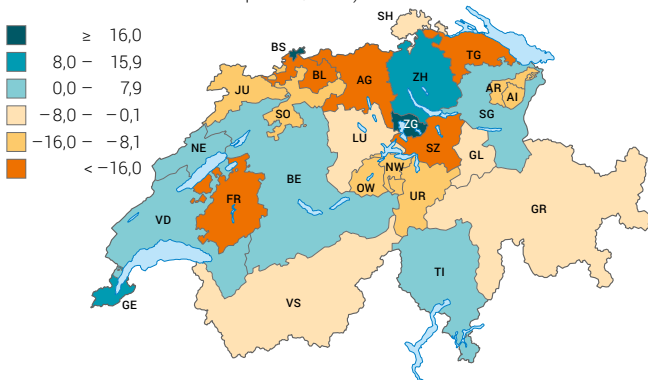 ≥ 16,0
8,0 – 15,9
0,0 – 7,9
−8,0 – −0,1
−16,0 – −8,1
< −16,0
SH
BS
BL
AG
ZH
TG
JU
SO
AR
AI
SG
ZG
LU
NE
SZ
GL
BE
NW
OW
UR
FR
GR
VD
TI
GE
VS